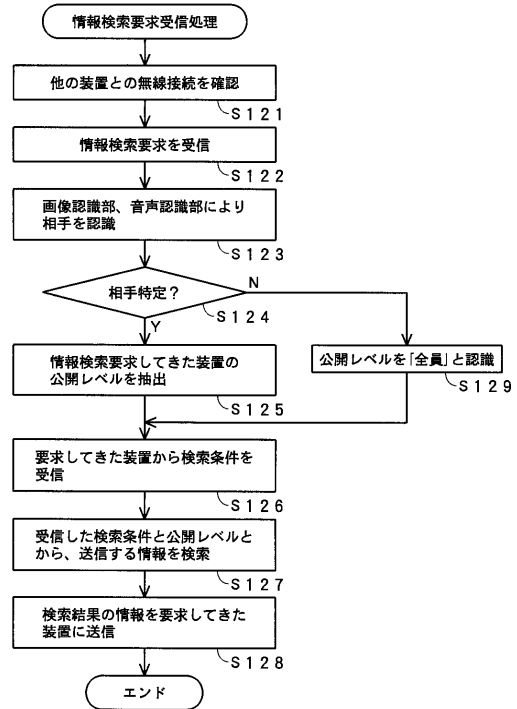 情報検索要求受信処理
他の装置との無線接続を確認
S121
情報検索要求を受信
S122
画像認識部、音声認識部により
相手を認識
S123
相手特定?
N
S124
Y
情報検索要求してきた装置の
公開レベルを抽出
S125
公開レベルを「全員」と認識
S129
要求してきた装置から検索条件を
受信
S126
受信した検索条件と公開レベルと
から、送信する情報を検索
S127
検索結果の情報を要求してきた
装置に送信
S128
エンド